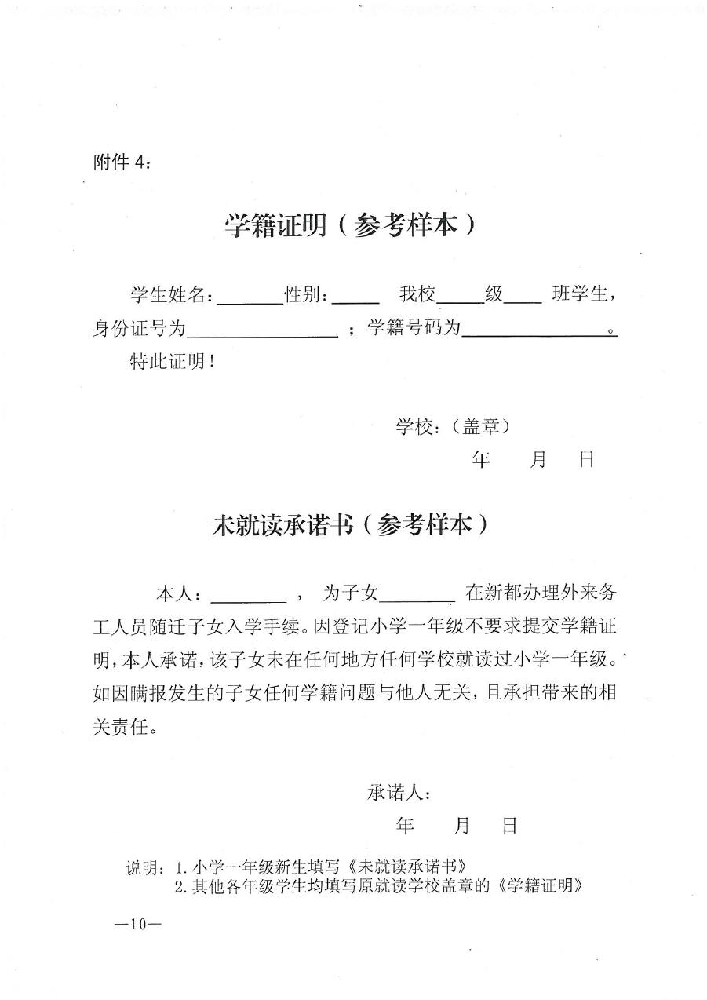 附件 4：
学籍证明（参考样本）
学生姓名：_______性别：_____ 我校_____级____ 班学生，
身份证号为________________；学籍号码为________________。
特此证明！
学校：（盖章）
年 月 日
未就读承诺书（参考样本）
本人：________， 为子女________ 在新都办理外来务
工人员随迁子女入学手续。因登记小学一年级不要求提交学籍证
明，本人承诺，该子女未在任何地方任何学校就读过小学一年级。
如因瞒报发生的子女任何学籍问题与他人无关，且承担带来的相
关责任。
承诺人：
年 月 日
说明：1.小学一年级新生填写《未就读承诺书》
2.其他各年级学生均填写原就读学校盖章的《学籍证明》
—10—